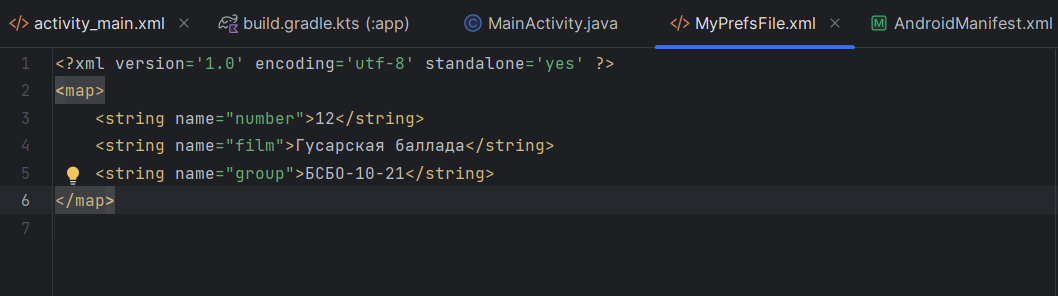 activity_main.xml build.gradle.kts (:app) MainActivity.java MyPrefsFile.xml AndroidManifest.xml
1 <?xml version='1.0' encoding='utf-8' standalone='yes' ?>
2 <map>
3 <string name="number">12</string>
4 <string name="film">Гусарская баллада</string>
5 <string name="group">БСБО-10-21</string>
6 </map>
7